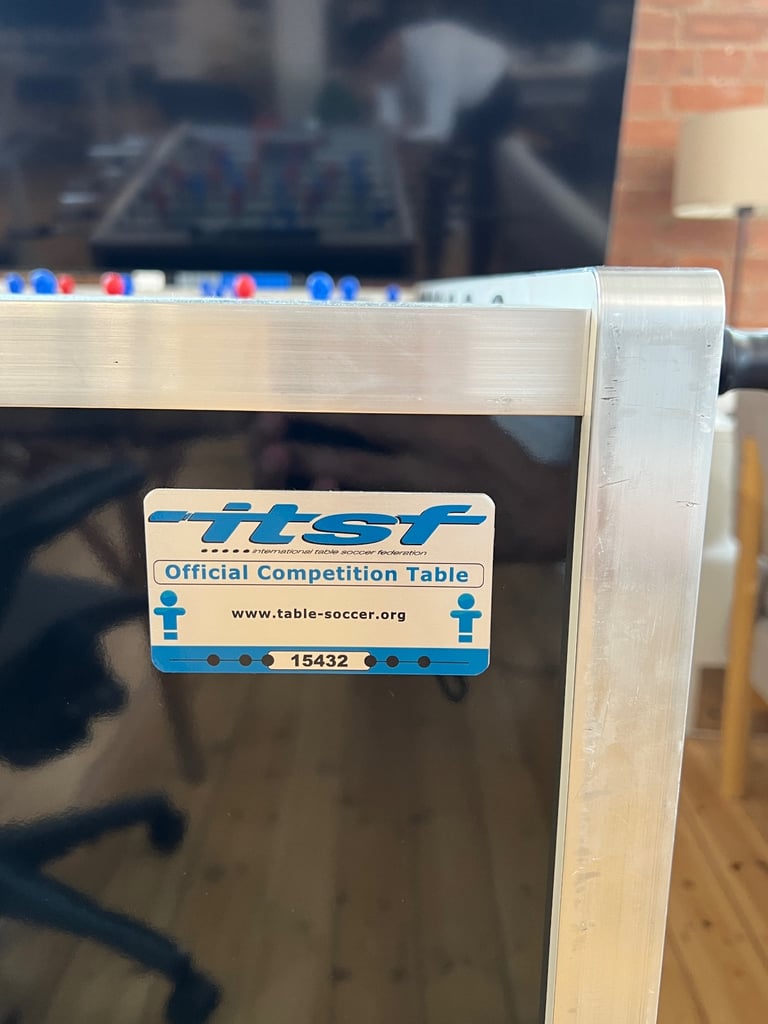 itsf
international table soccer federation
Official Competition Table
www.table-soccer.org
15432